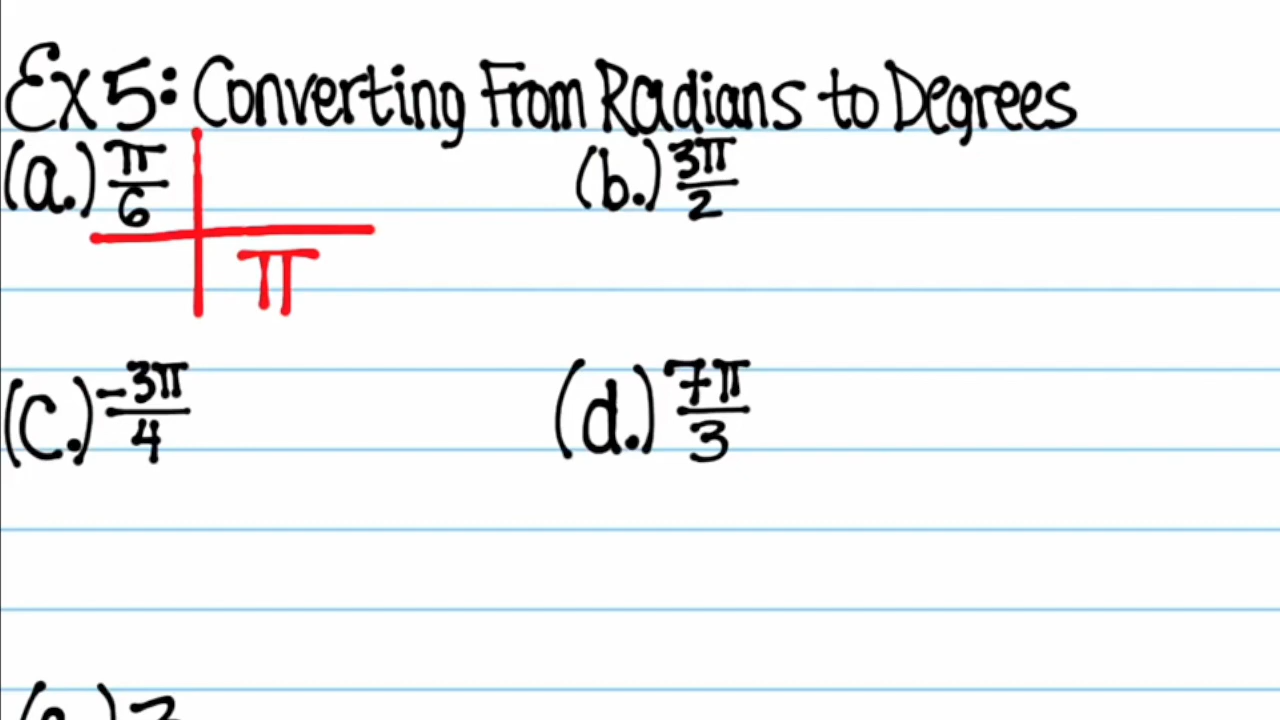 Ex 5: Converting From Radians to Degrees
(a.) π/6 (b.) 3π/2
π
(c.) -3π/4 (d.) 7π/3